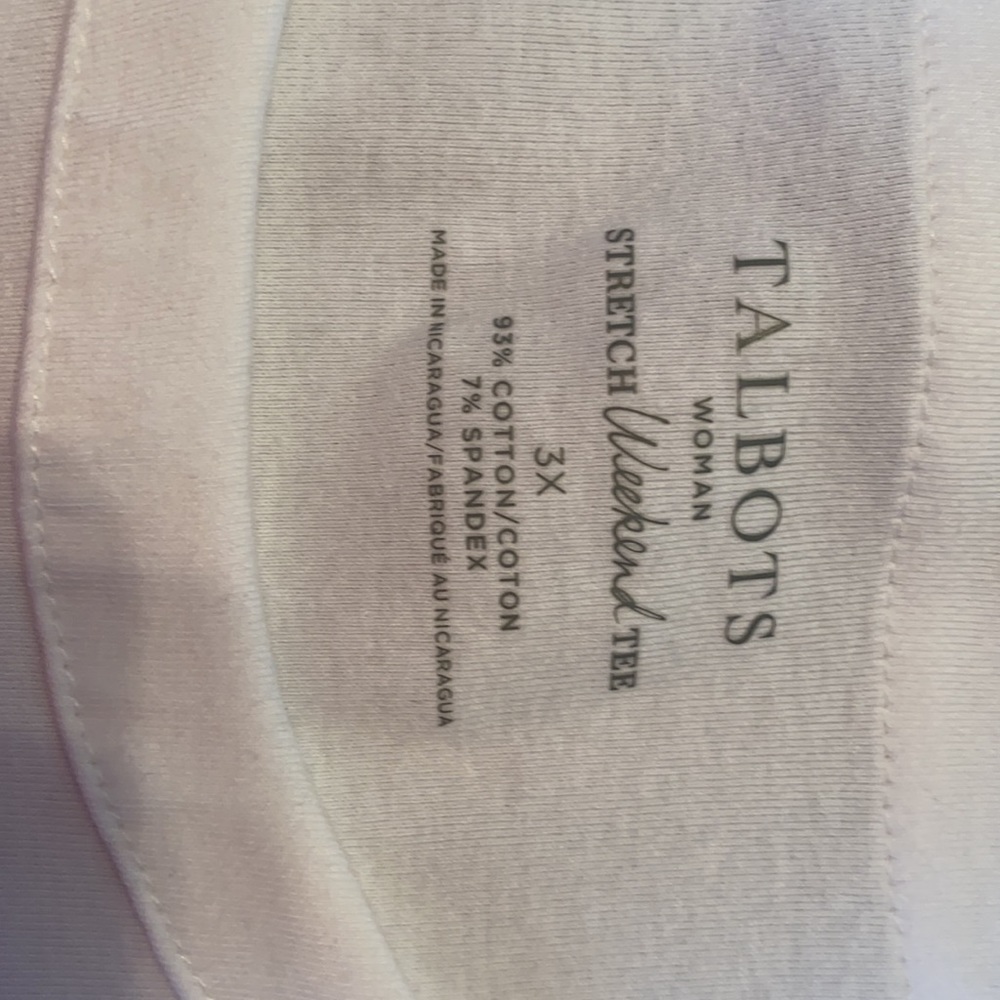 TALBOTS
WOMAN
STRETCH Weekend TEE
3X
93% COTTON/COTON
7% SPANDEX
MADE IN NICARAGUA/FABRIQUÉ AU NICARAGUA